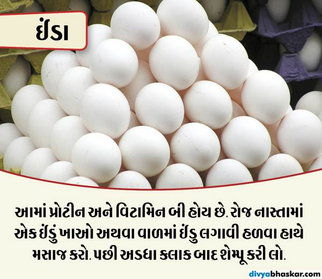 ઈંડા
આમાં પ્રોટીન અને વિટામિન બી હોય છે. રોજ નાસ્તામાં
એક ઈંડું ખાઓ અથવા વાળમાં ઈંડું લગાવી હળવા હાથે
મસાજ કરો. પછી અડધા કલાક બાદ શેમ્પૂ કરી લો.
divyabhaskar.com